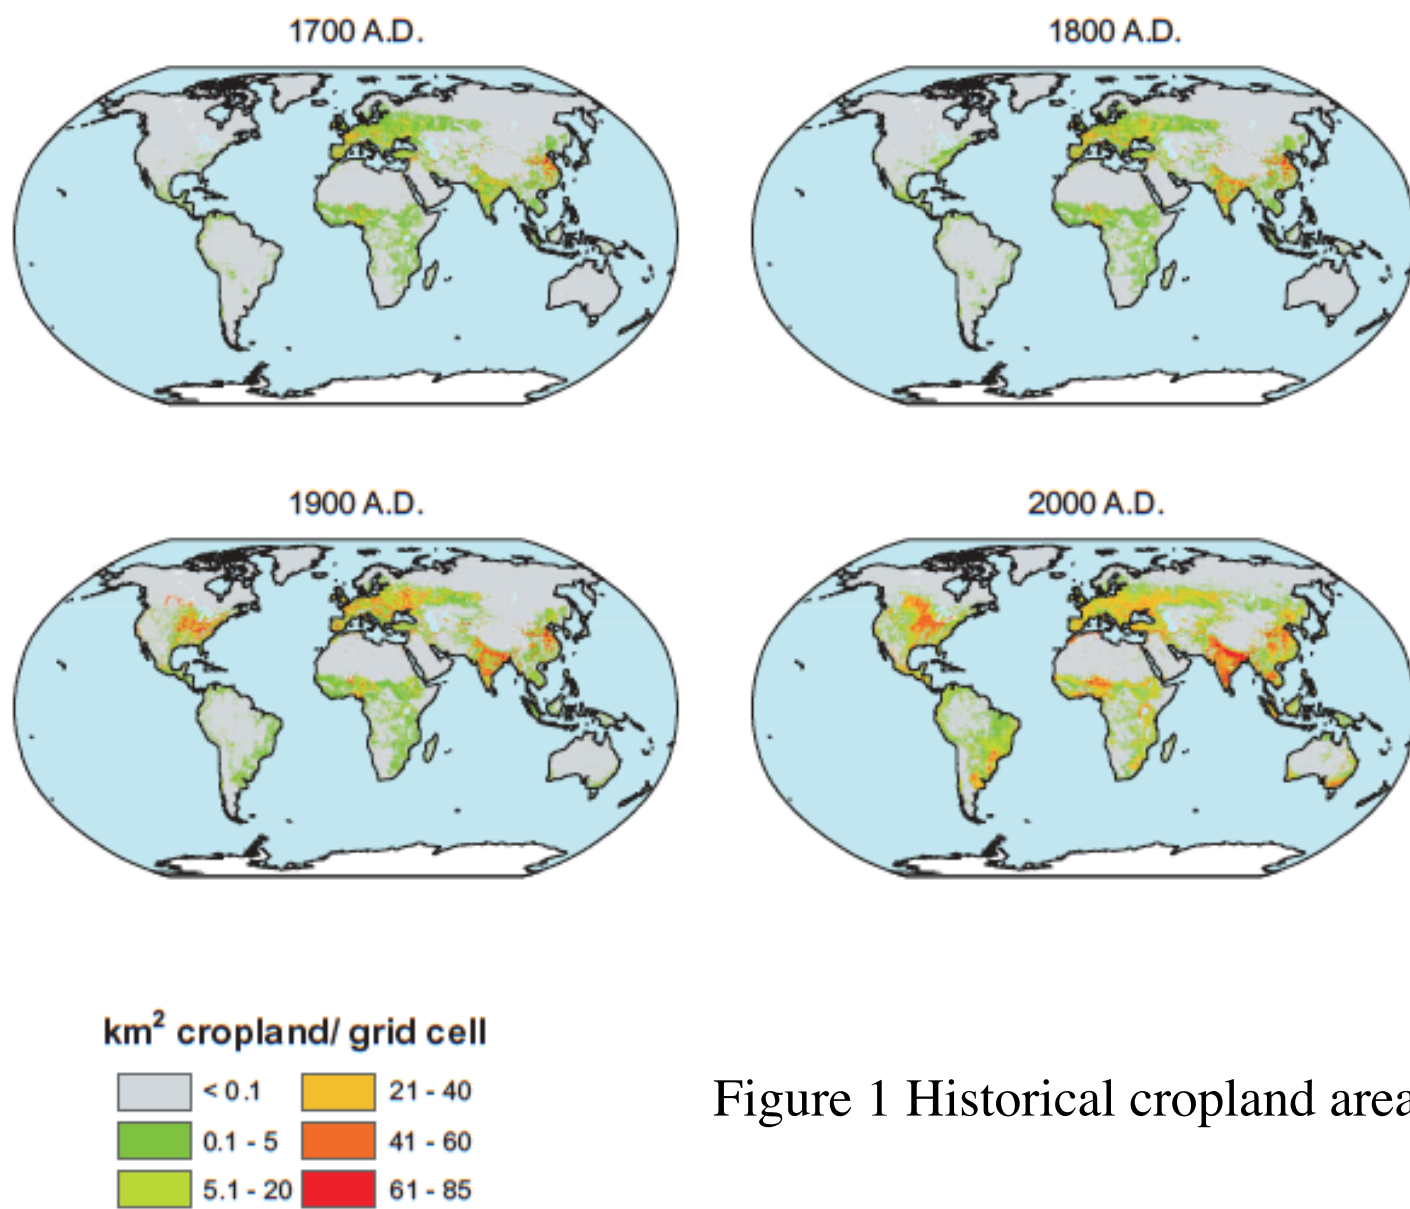 1700 A.D.
1800 A.D.
1900 A.D.
2000 A.D.
km² cropland/ grid cell
< 0.1
21 - 40
0.1 - 5
41 - 60
5.1 - 20
61 - 85
Figure 1 Historical cropland area